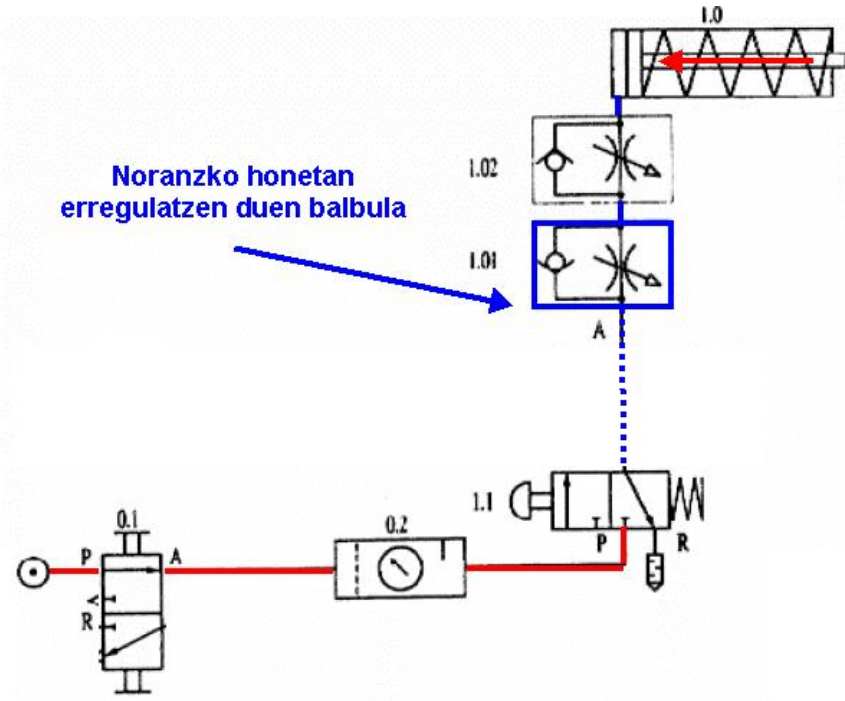 1.0
1.02
Noranzko honetan
erregulatzen duen balbula
1.01
A
1.1
0.1
0.2
P
A
P
R
R